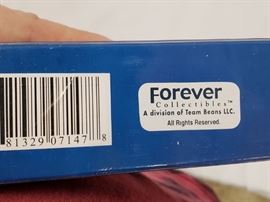 Forever
Collectibles™
A division of Team Beans LLC.
All Rights Reserved.
81329 07147 8